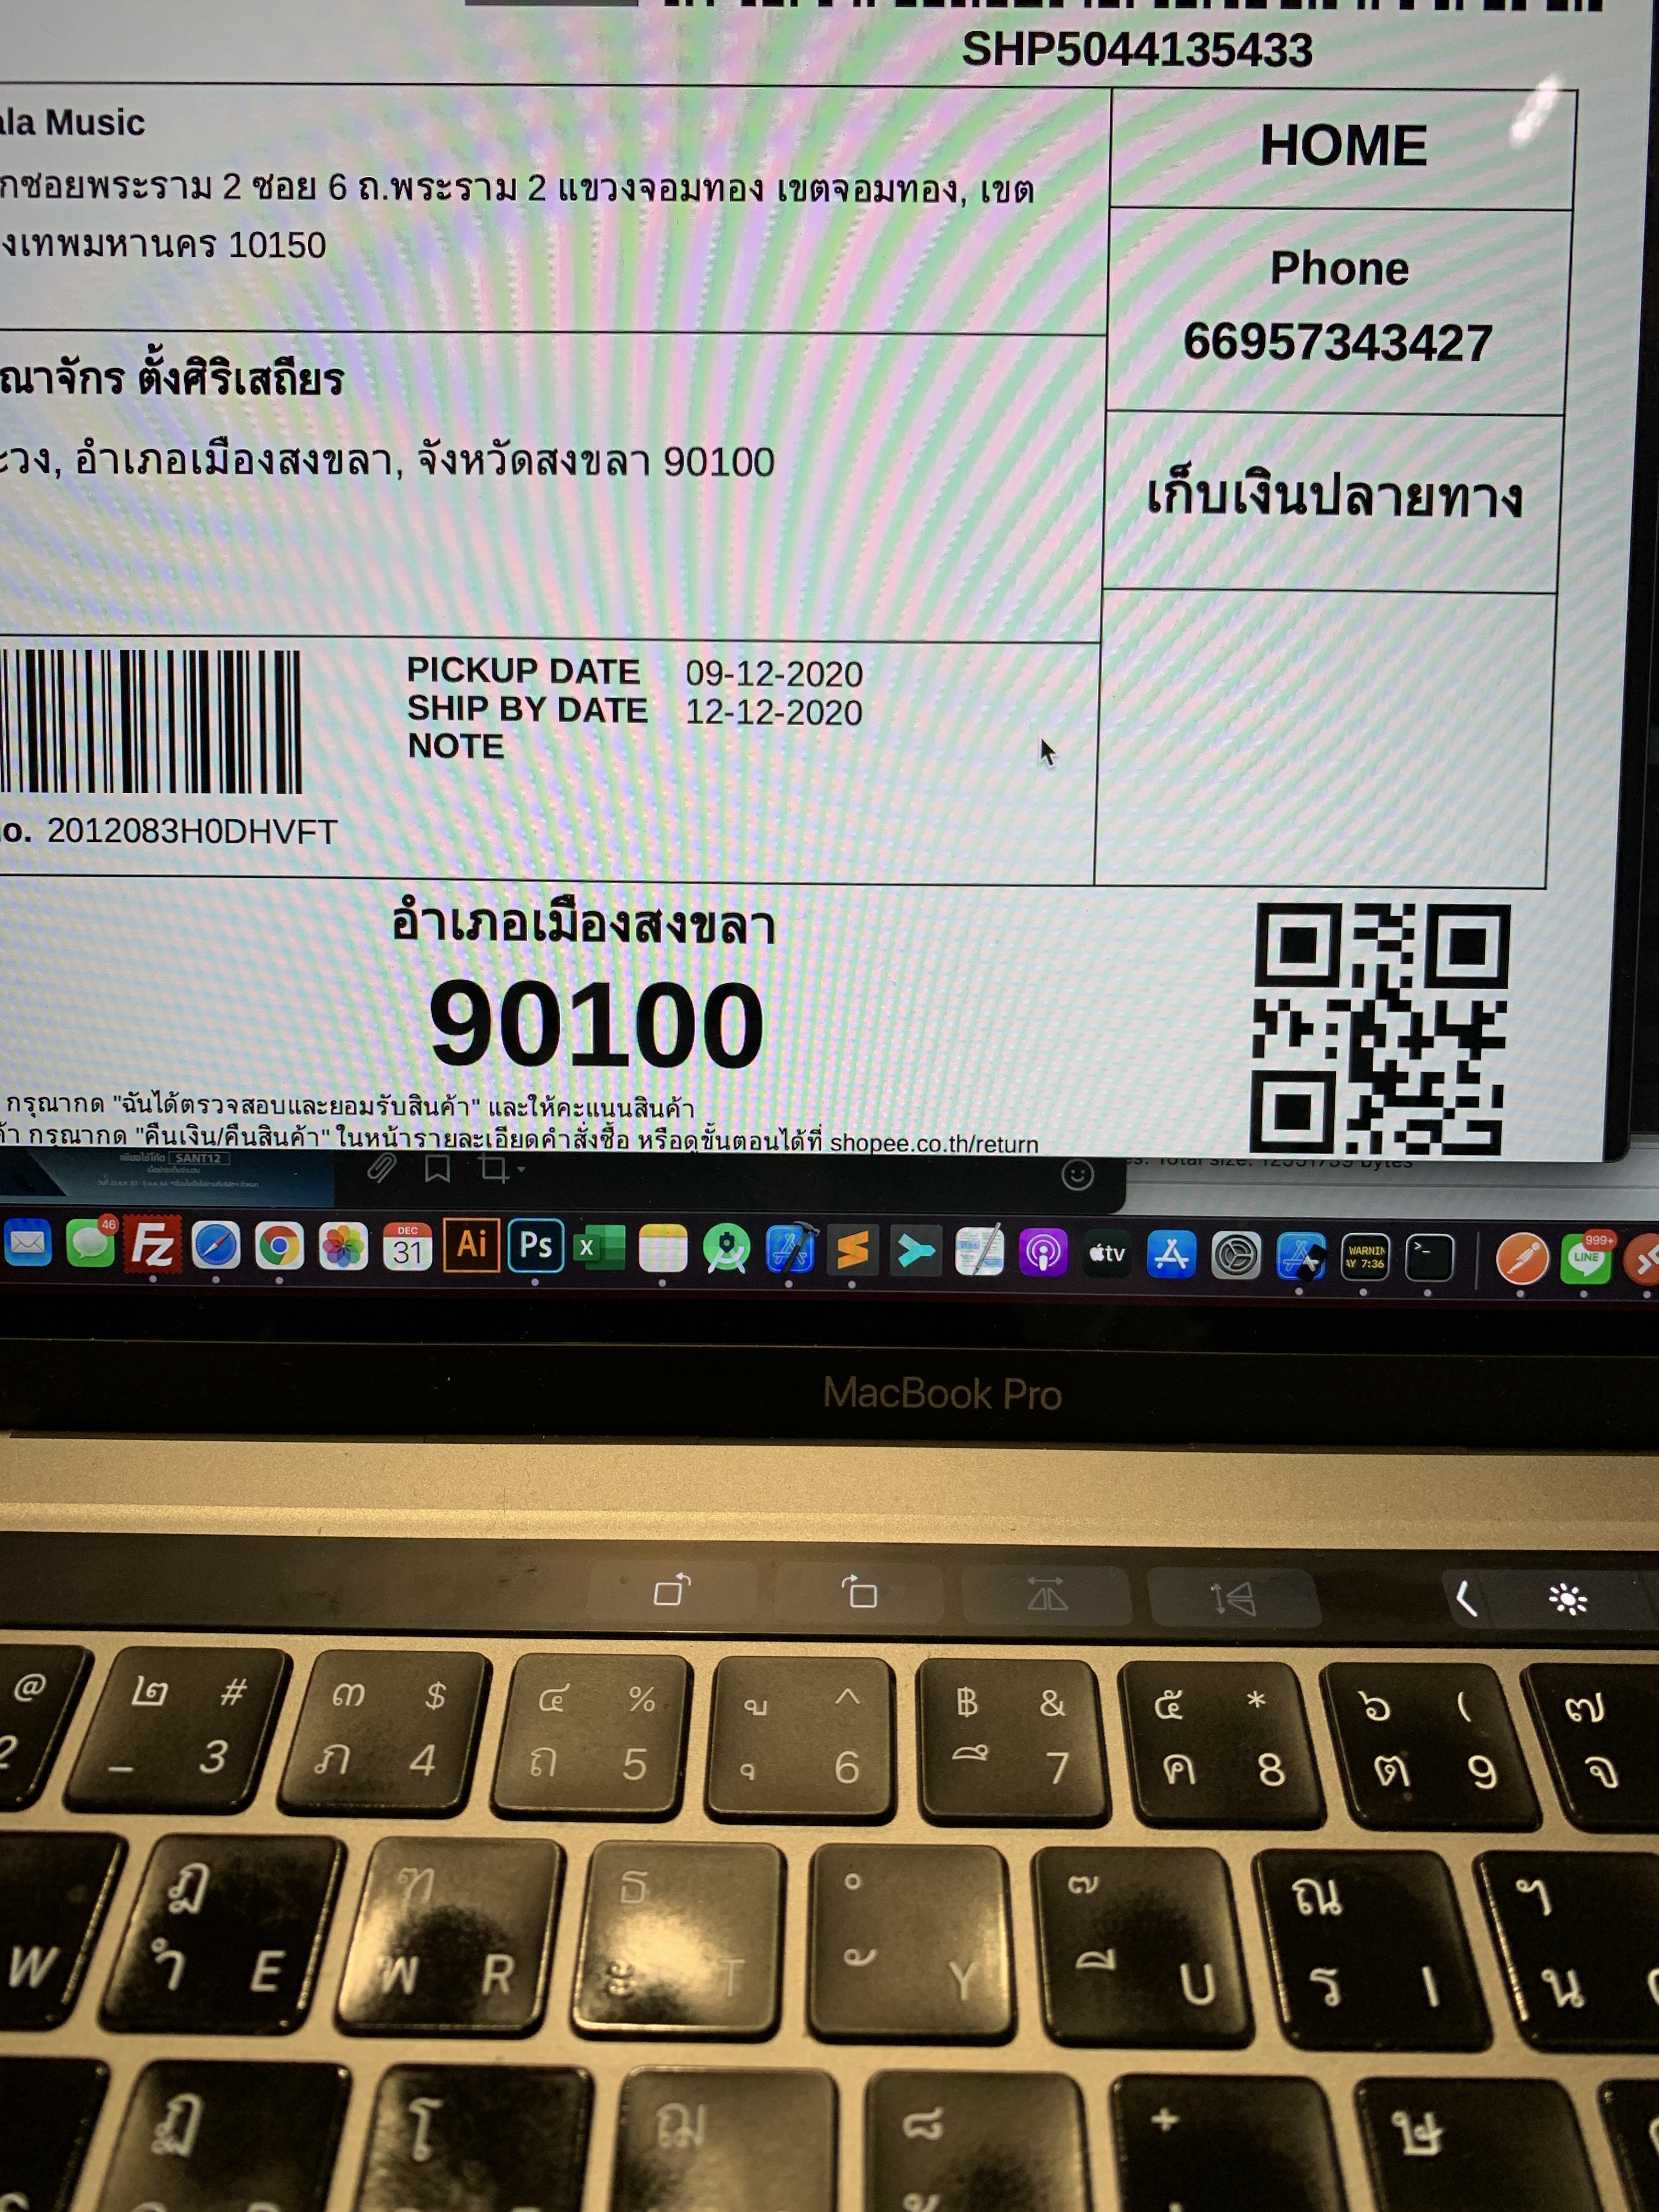 SHP5044135433
ala Music
กซอยพระราม 2 ซอย 6 ถ.พระราม 2 แขวงจอมทอง เขตจอมทอง, เขต
งเทพมหานคร 10150
HOME
Phone
66957343427
ณาจักร ตั้งศิริเสถียร
ะวง, อำเภอเมืองสงขลา, จังหวัดสงขลา 90100
เก็บเงินปลายทาง
PICKUP DATE 09-12-2020
SHIP BY DATE 12-12-2020
NOTE
o. 2012083H0DHVFT
อำเภอเมืองสงขลา
90100
กรุณากด "ฉันได้ตรวจสอบและยอมรับสินค้า" และให้คะแนนสินค้า
ค้า กรุณากด "คืนเงิน/คืนสินค้า" ในหน้ารายละเอียดคำสั่งซื้อ หรือดูขั้นตอนได้ที่ shopee.co.th/return
SANT12
46
Fz
DEC
31
Ai
Ps
X
tv
WARNIN
AY 7:36
>_
LINE
999+
MacBook Pro
@ ๒ # ๓ $ ๔ % ู ^ ฿ & ๕ * ๖ ( ๗
2 _ 3 ภ 4 ถ 5 ุ 6 ึ 7 ค 8 ต 9 จ
ฎ ฑ ธ ํ ๊ ณ ฯ
W ำ E พ R ะ T ั Y ี U ร I น
ฏ โ ฌ ็ + ษ